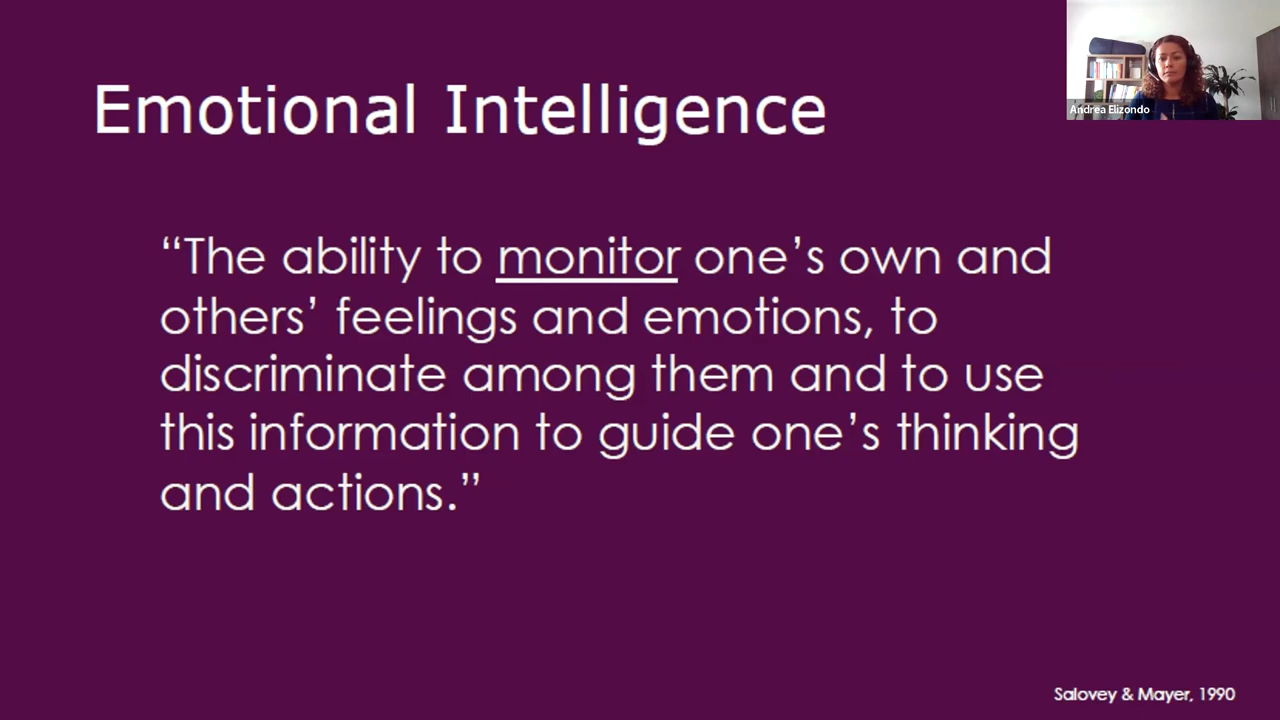 Emotional Intelligence
Andrea Elizondo
“The ability to monitor one’s own and
others’ feelings and emotions, to
discriminate among them and to use
this information to guide one’s thinking
and actions.”
Salovey & Mayer, 1990